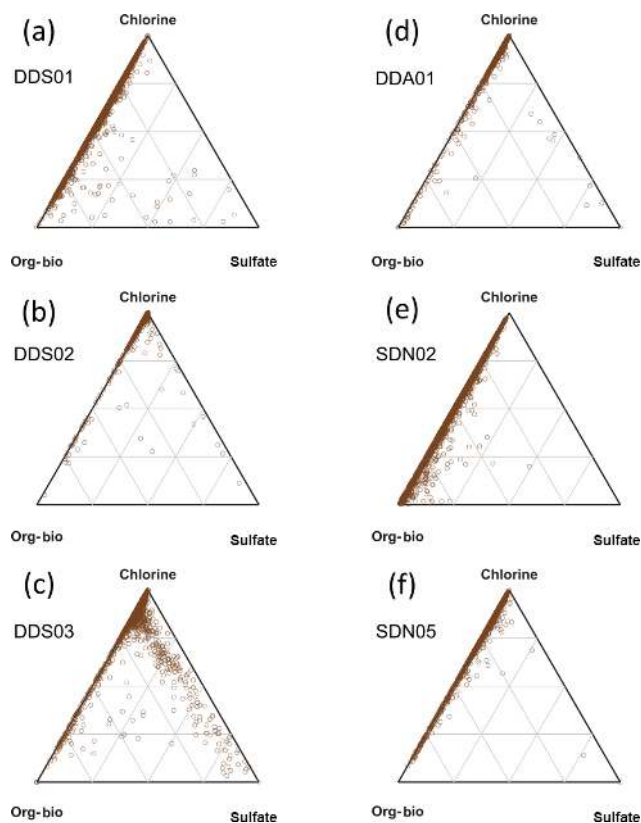 (a)
Chlorine
DDS01
Org-bio
Sulfate
(d)
Chlorine
DDA01
Org-bio
Sulfate
(b)
Chlorine
DDS02
Org-bio
Sulfate
(e)
Chlorine
SDN02
Org-bio
Sulfate
(c)
Chlorine
DDS03
Org-bio
Sulfate
(f)
Chlorine
SDN05
Org-bio
Sulfate